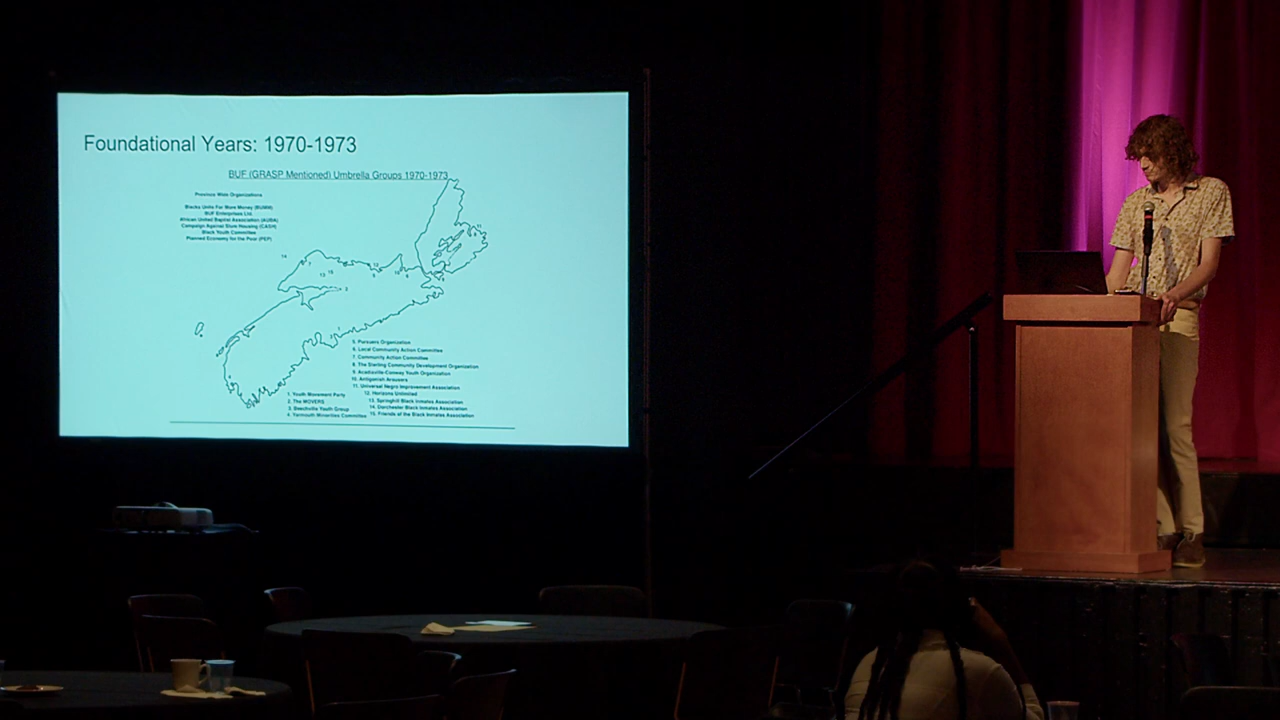 Foundational Years: 1970-1973
BUF (GRASP Mentioned) Umbrella Groups 1970-1973
Province Wide Organizations
Blacks Unite For More Money (BUMM)
BUF Enterprises Ltd.
African United Baptist Association (AUBA)
Campaign Against Slum Housing (CASH)
Black Youth Committee
Planned Economy for the Poor (PEP)
5. Pursuers Organization
6. Local Community Action Committee
7. Community Action Committee
8. The Sterling Community Development Organization
9. Acadiaville-Conway Youth Organization
10. Antigonish Arousers
11. Universal Negro Improvement Association
12. Horizons Unlimited
13. Springhill Black Inmates Association
14. Dorchester Black Inmates Association
15. Friends of the Black Inmates Association
1. Youth Movement Party
2. The MOVERS
3. Beechville Youth Group
4. Yarmouth Minorities Committee